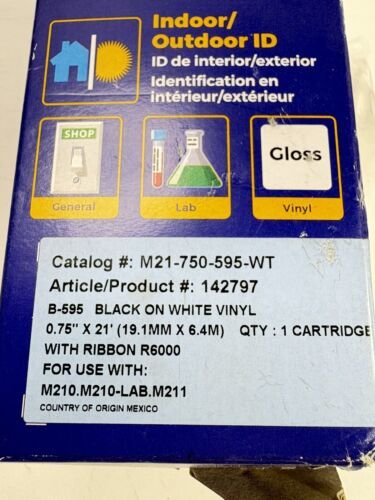 Indoor/
Outdoor ID
ID de interior/exterior
Identification en
intérieur/extérieur
SHOP
Gloss
General
Lab
Vinyl
Catalog #: M21-750-595-WT
Article/Product #: 142797
B-595 BLACK ON WHITE VINYL
0.75" X 21' (19.1MM X 6.4M) QTY : 1 CARTRIDGE
WITH RIBBON R6000
FOR USE WITH:
M210.M210-LAB.M211
COUNTRY OF ORIGIN MEXICO